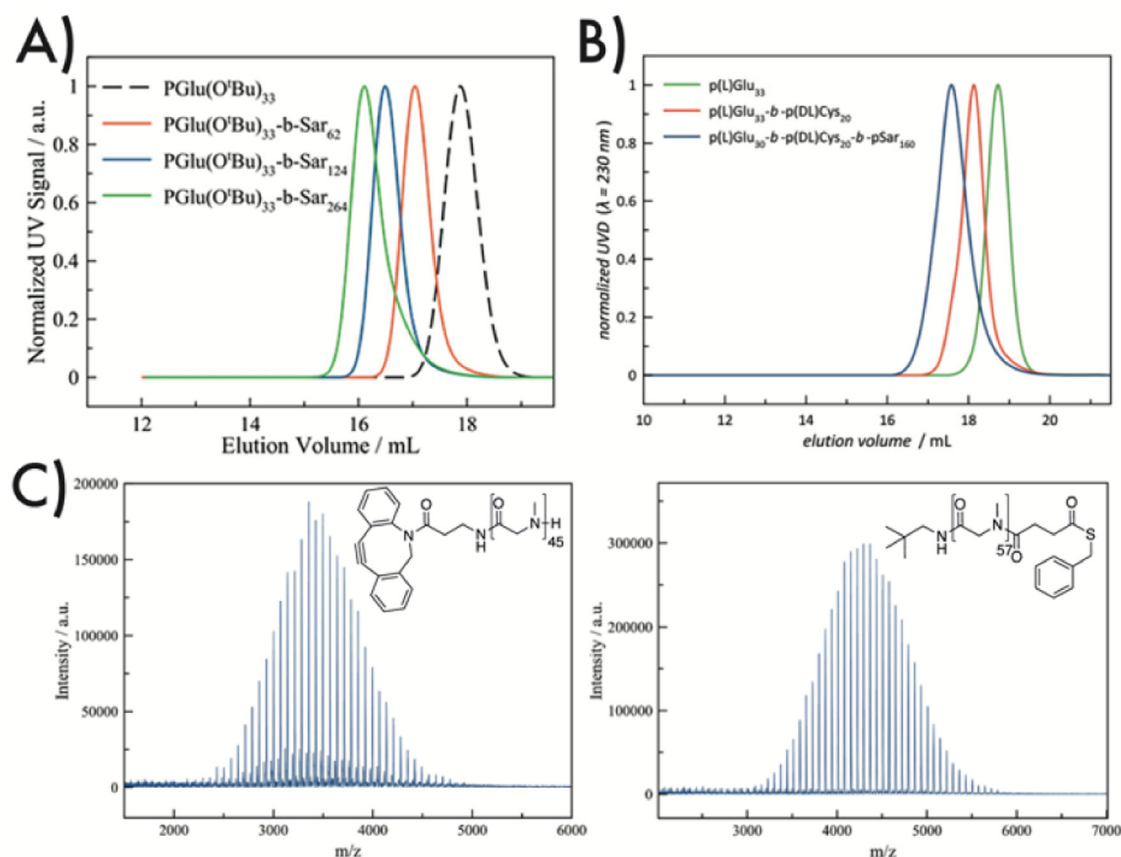 A)
Normalized UV Signal / a.u.
1
0.8
0.6
0.4
0.2
0
PGlu(OᵗBu)₃₃
PGlu(OᵗBu)₃₃-b-Sar₆₂
PGlu(OᵗBu)₃₃-b-Sar₁₂₄
PGlu(OᵗBu)₃₃-b-Sar₂₆₄
12 14 16 18
Elution Volume / mL
B)
normalized UVD (λ = 230 nm)
1
0.8
0.6
0.4
0.2
0
p(L)Glu₃₃
p(L)Glu₃₃-b-p(DL)Cys₂₀
p(L)Glu₃₀-b-p(DL)Cys₂₀-b-pSar₁₆₀
10 12 14 16 18 20
elution volume / mL
C)
Intensity / a.u.
200000
150000
100000
50000
0
O
N
O
N
H
O
N
H
45
2000 3000 4000 5000 6000
m/z
Intensity / a.u.
300000
200000
100000
0
N
H
O
N
57
O
O
S
2000 3000 4000 5000 6000 7000
m/z